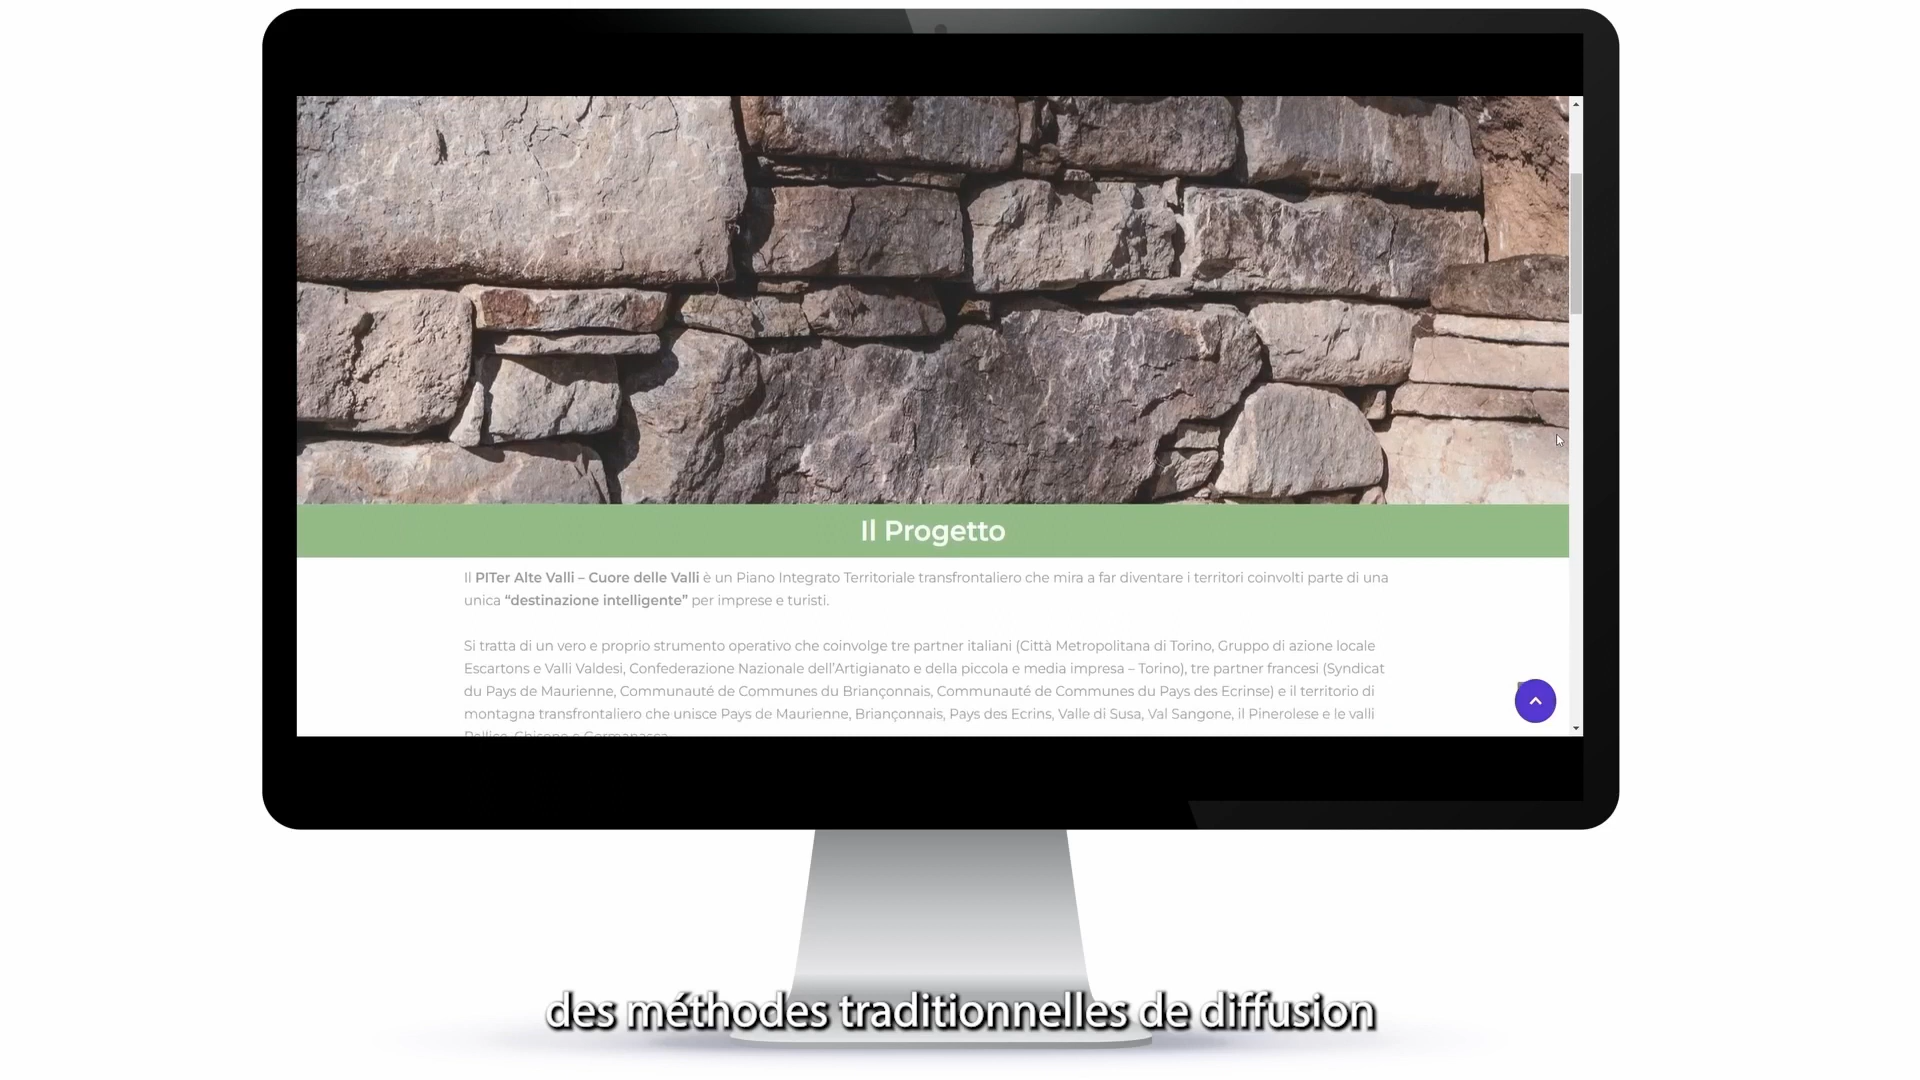 Il Progetto
Il PITer Alte Valli – Cuore delle Valli è un Piano Integrato Territoriale transfrontaliero che mira a far diventare i territori coinvolti parte di una
unica “destinazione intelligente” per imprese e turisti.
Si tratta di un vero e proprio strumento operativo che coinvolge tre partner italiani (Città Metropolitana di Torino, Gruppo di azione locale
Escartons e Valli Valdesi, Confederazione Nazionale dell’Artigianato e della piccola e media impresa – Torino), tre partner francesi (Syndicat
du Pays de Maurienne, Communauté de Communes du Briançonnais, Communauté de Communes du Pays des Ecrinse) e il territorio di
montagna transfrontaliero che unisce Pays de Maurienne, Briançonnais, Pays des Ecrins, Valle di Susa, Val Sangone, il Pinerolese e le valli
Pellice, Chisone e Germanasca.
des méthodes traditionnelles de diffusion